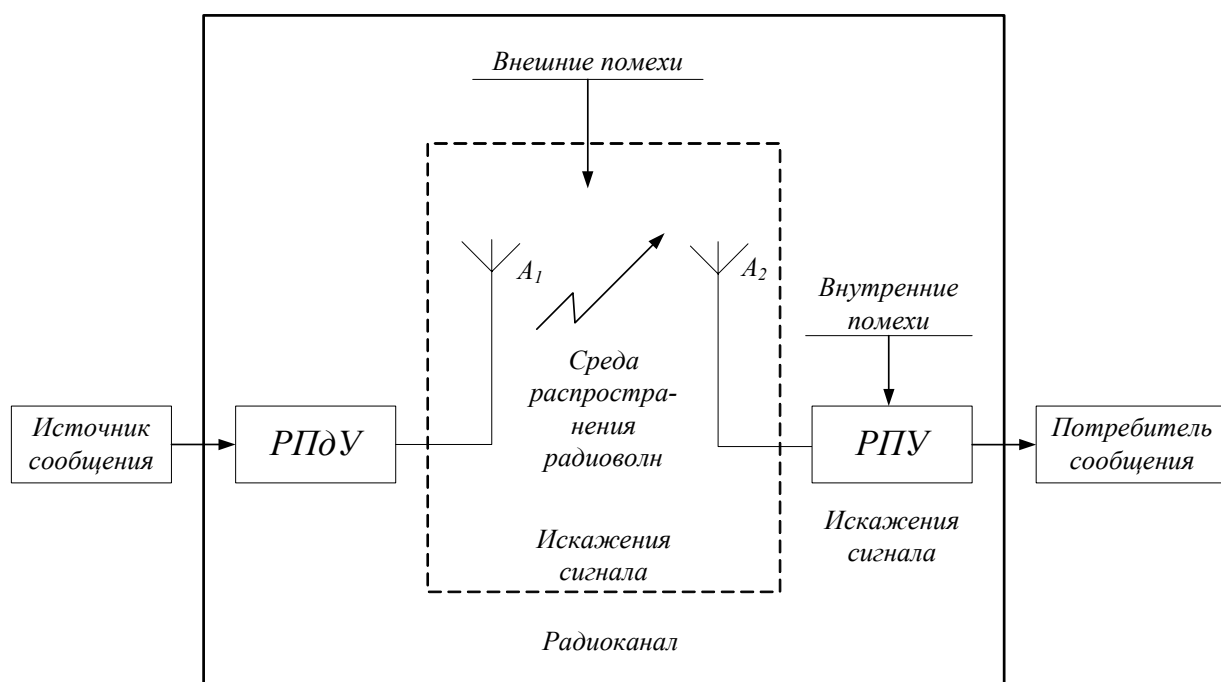 Внешние помехи
A1
A2
Внутренние
помехи
Среда
распростра-
нения
радиоволн
Источник
сообщения
РПдУ
РПУ
Потребитель
сообщения
Искажения
сигнала
Искажения
сигнала
Радиоканал